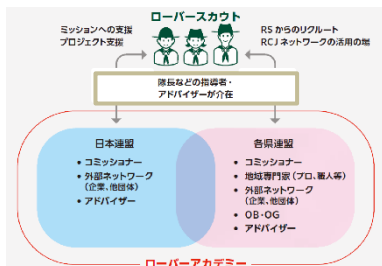 ローバースカウト
ミッションへの支援
プロジェクト支援
RSからのリクルート
RCJネットワークの活用の場
隊長などの指導者・
アドバイザーが介在
日本連盟
• コミッショナー
• 外部ネットワーク
(企業、他団体)
• アドバイザー
各県連盟
• コミッショナー
• 地域専門家(プロ、職人等)
• 外部ネットワーク
(企業、他団体)
• OB・OG
• アドバイザー
ローバーアカデミー